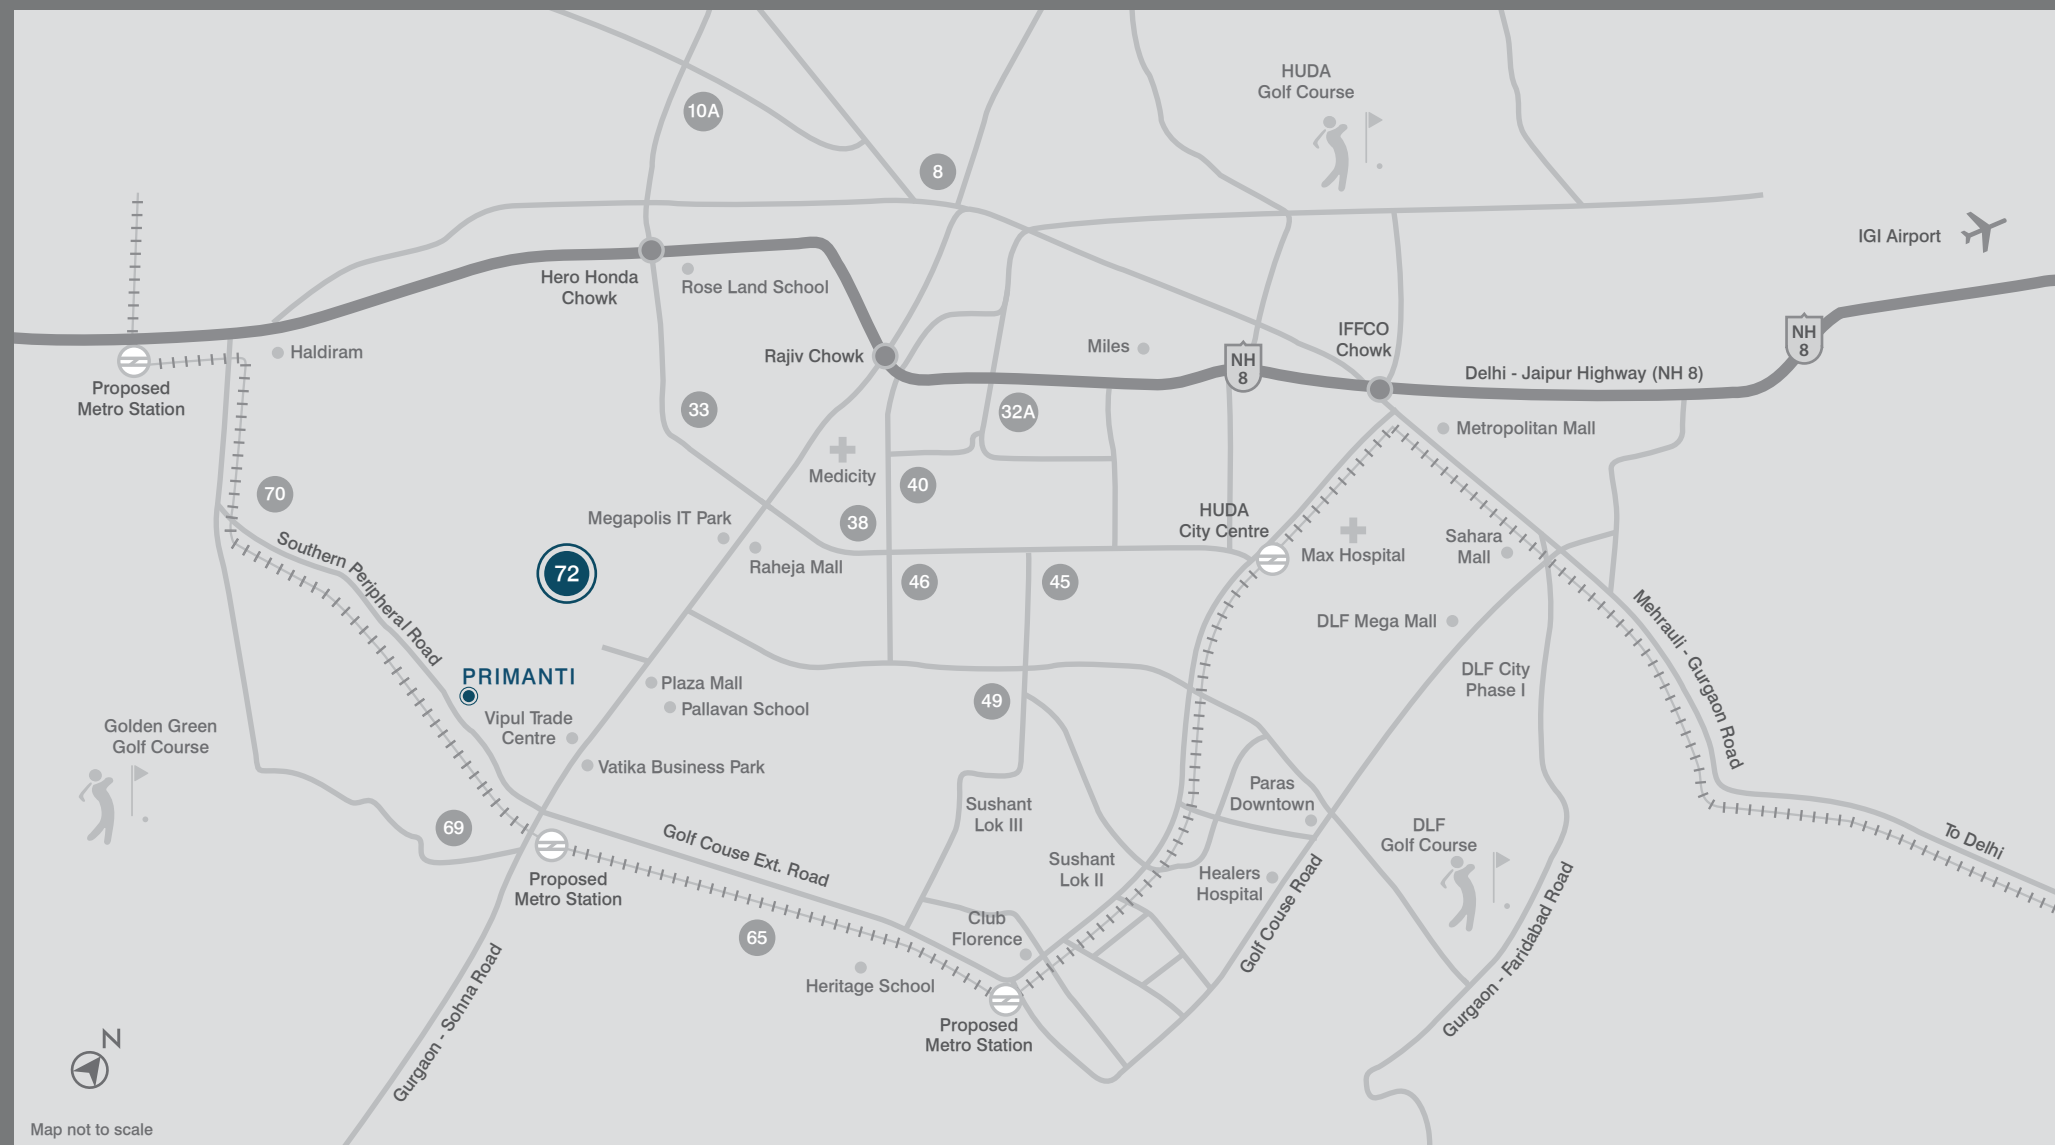 HUDA
Golf Course
10A
8
IGI Airport
Hero Honda
Chowk
Rose Land School
IFFCO
Chowk
NH
8
Haldiram
Rajiv Chowk
Miles
NH
8
Delhi - Jaipur Highway (NH 8)
Proposed
Metro Station
33
32A
Metropolitan Mall
Medicity
40
70
38
HUDA
City Centre
Megapolis IT Park
Southern Peripheral Road
Raheja Mall
Max Hospital
Sahara
Mall
72
46
45
DLF Mega Mall
Mehrauli - Gurgaon Road
PRIMANTI
Plaza Mall
DLF City
Phase I
49
Pallavan School
Vipul Trade
Centre
Golden Green
Golf Course
Vatika Business Park
Paras
Downtown
Sushant
Lok III
69
Golf Couse Ext. Road
DLF
Golf Course
To Delhi
Sushant
Lok II
Proposed
Metro Station
Healers
Hospital
Golf Couse Road
Gurgaon - Faridabad Road
65
Club
Florence
Heritage School
Gurgaon - Sohna Road
Proposed
Metro Station
N
Map not to scale